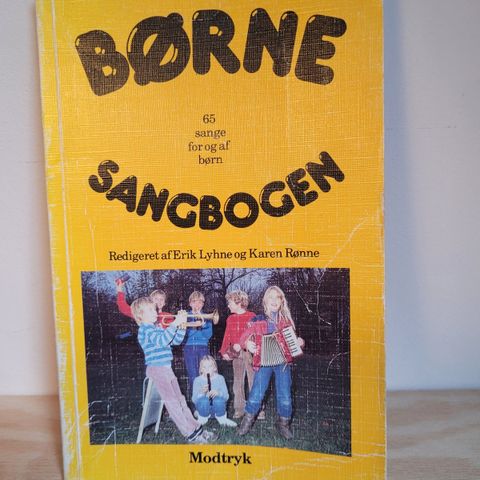 BØRNE
65
sange
for og af
børn
SANGBOGEN
Redigeret af Erik Lyhne og Karen Rønne
Modtryk